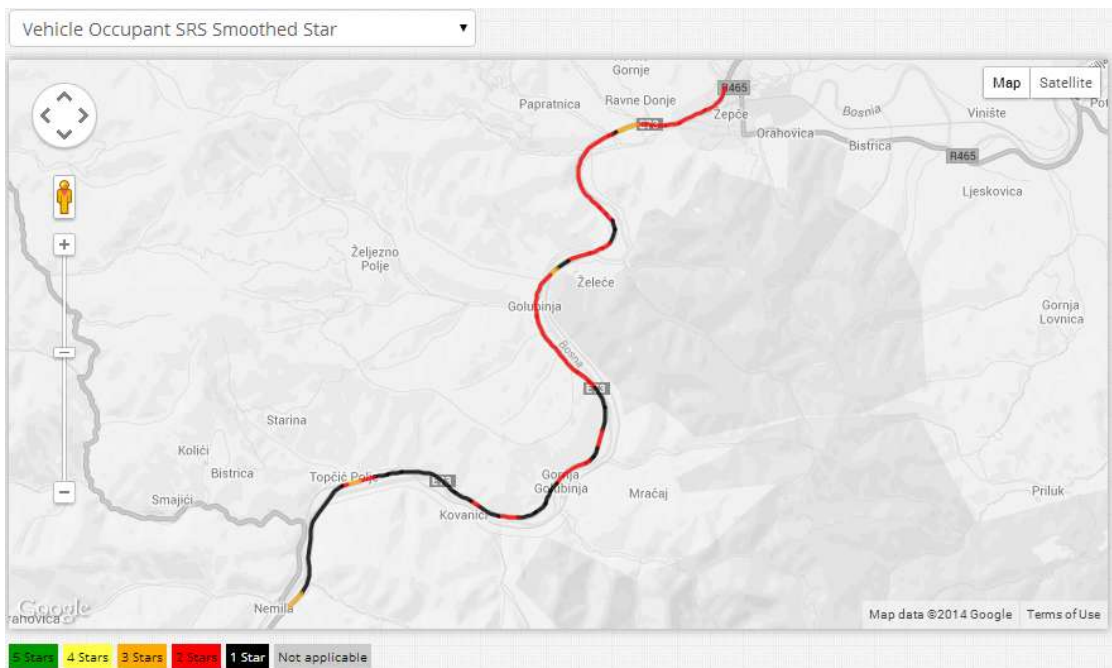 Vehicle Occupant SRS Smoothed Star
Gornje
Map
Satellite
R465
Papratnica
Ravne Donje
Žepče
Bosnia
Vinište
Orahovica
Bistrica
R465
Ljeskovica
Željezno
Polje
Želeče
Golubinja
Gornja
Lovnica
Bosna
E73
Starina
Kolići
Bistrica
Topčić Polje
Gornja
Golubinja
Mračaj
Priluk
Smajići
Kovanići
Nemila
Google
rahovica
Map data ©2014 Google
Terms of Use
5 Stars
4 Stars
3 Stars
2 Stars
1 Star
Not applicable